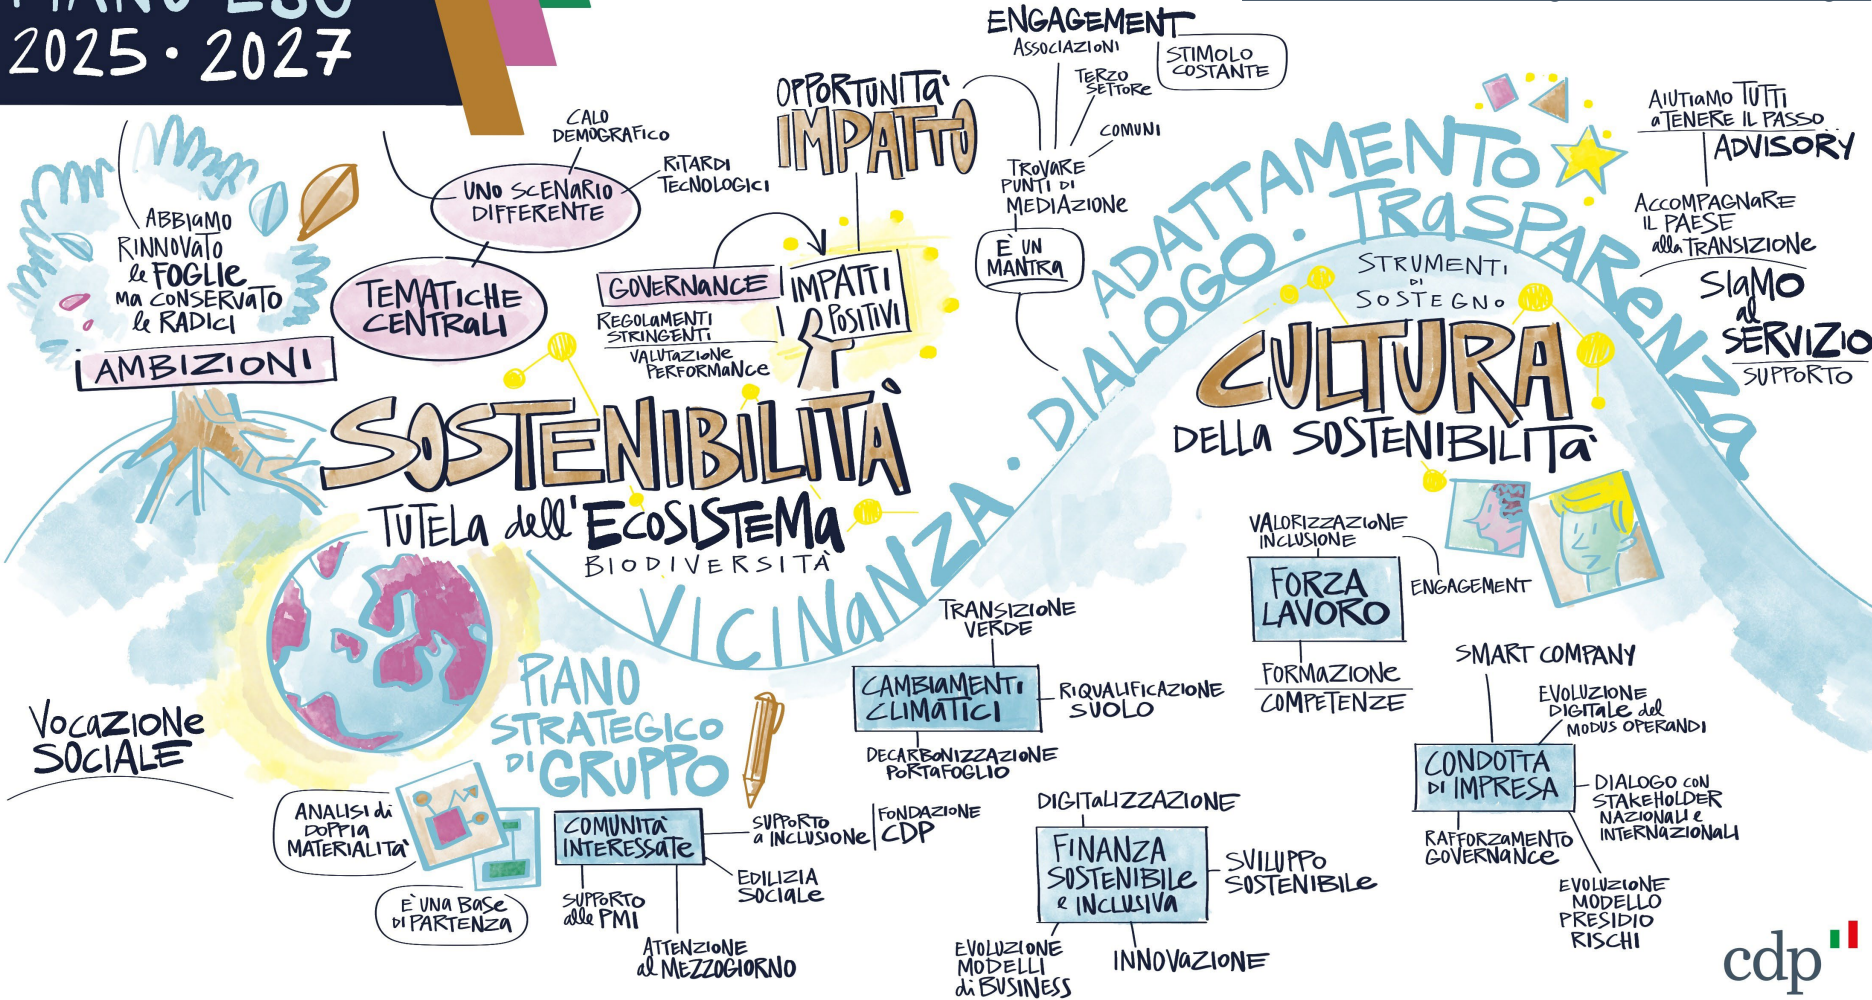 PIANO ESG
2025 • 2027
ABBIAMO
RINNOVATO
le FOGLIE
MA CONSERVATO
le RADICI
AMBIZIONI
CALO
DEMOGRAFICO
RITARDI
TECNOLOGICI
UNO SCENARIO
DIFFERENTE
TEMATICHE
CENTRALI
OPPORTUNITA'
IMPATTO
GOVERNANCE
REGOLAMENTI
STRINGENTI
VALUTAZIONE
PERFORMANCE
IMPATTI
POSITIVI
ENGAGEMENT
ASSOCIAZIONI
STIMOLO
COSTANTE
TERZO
SETTORE
COMUNI
TROVARE
PUNTI DI
MEDIAZIONE
È UN
MANTRA
SOSTENIBILITÀ
TUTELA dell'ECOSISTEMA
BIODIVERSITÀ
VICINANZA • DIALOGO • TRASPARENZA
ADATTAMENTO
STRUMENTI
DI
SOSTEGNO
CULTURA
DELLA SOSTENIBILITA'
AIUTIAMO TUTTI
a TENERE IL PASSO
ADVISORY
ACCOMPAGNARE
IL PAESE
alla TRANSIZIONE
SIAMO
al
SERVIZIO
SUPPORTO
VOCAZIONE
SOCIALE
PIANO
STRATEGICO
DI GRUPPO
ANALISI di
DOPPIA
MATERIALITA'
E' UNA BASE
DI PARTENZA
COMUNITA'
INTERESSATE
SUPPORTO
a INCLUSIONE
FONDAZIONE
CDP
EDILIZIA
SOCIALE
SUPPORTO
alle PMI
ATTENZIONE
al MEZZOGIORNO
TRANSIZIONE
VERDE
CAMBIAMENTI
CLIMATICI
RIQUALIFICAZIONE
SUOLO
DECARBONIZZAZIONE
PORTAFOGLIO
DIGITALIZZAZIONE
FINANZA
SOSTENIBILE
e INCLUSIVA
SVILUPPO
SOSTENIBILE
EVOLUZIONE
MODELLI
di BUSINESS
INNOVAZIONE
VALORIZZAZIONE
INCLUSIONE
ENGAGEMENT
FORZA
LAVORO
FORMAZIONE
COMPETENZE
SMART COMPANY
EVOLUZIONE
DIGITALE del
MODUS OPERANDI
CONDOTTA
DI IMPRESA
DIALOGO CON
STAKEHOLDER
NAZIONALI e
INTERNAZIONALI
RAFFORZAMENTO
GOVERNANCE
EVOLUZIONE
MODELLO
PRESIDIO
RISCHI
cdp